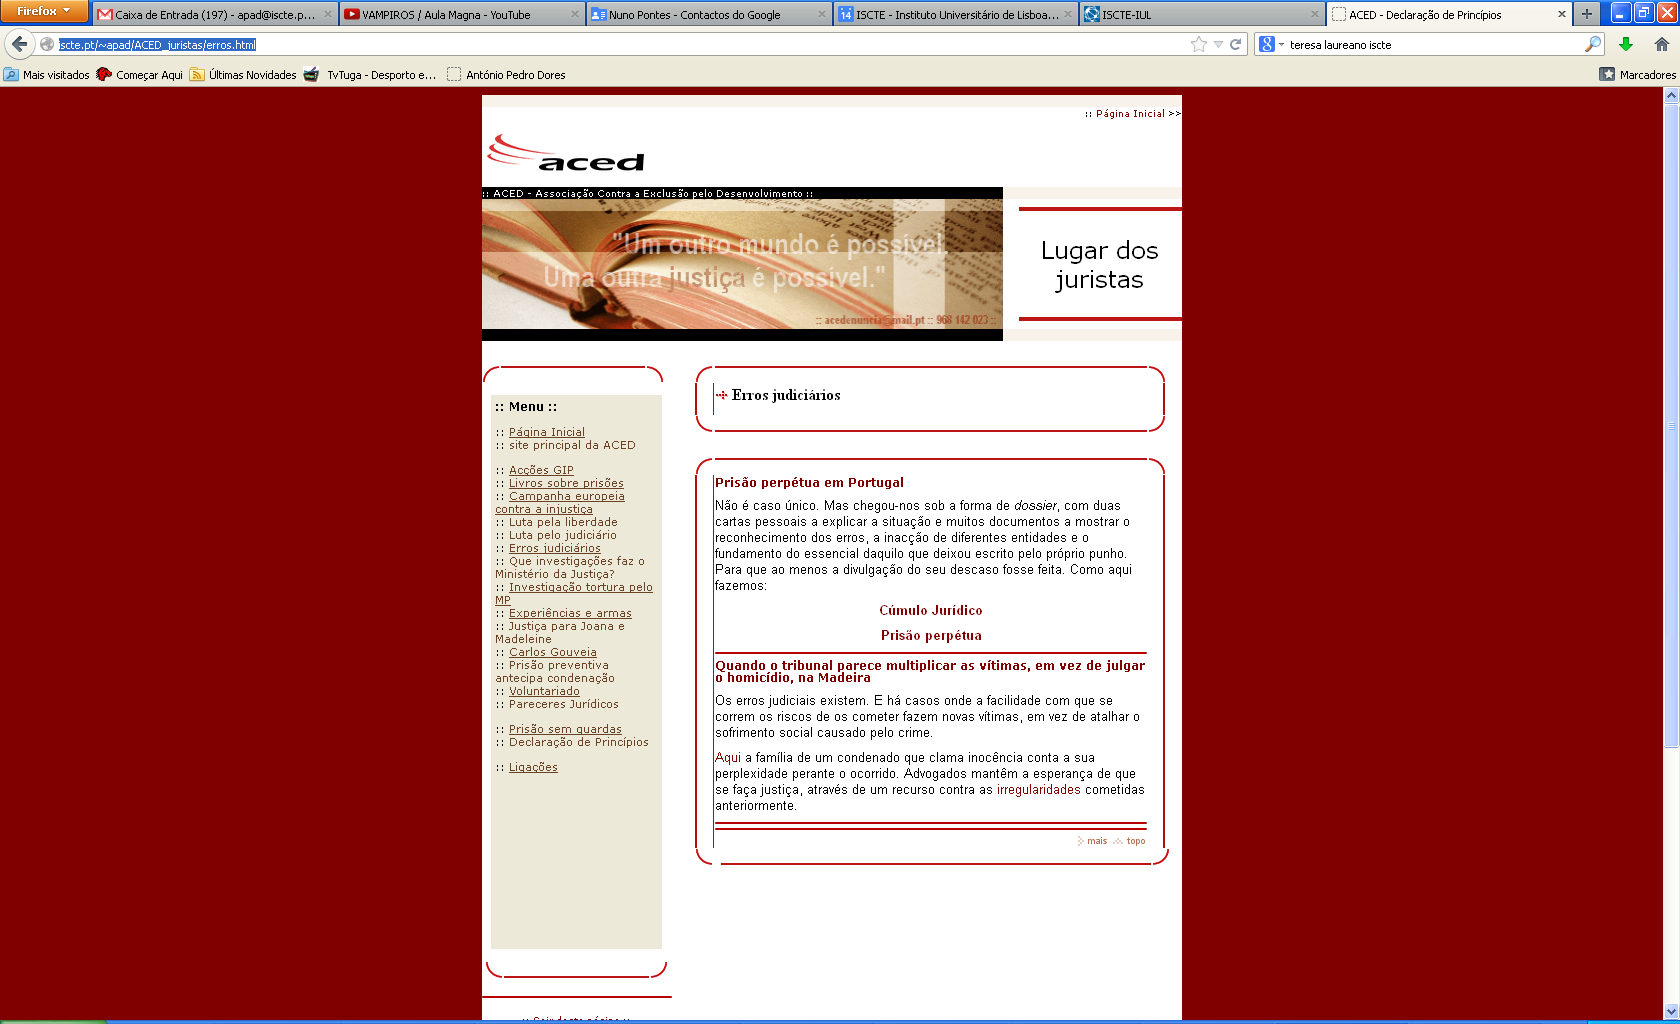 Firefox
Caixa de Entrada (197) - apad@iscte.p...
VAMPIROS / Aula Magna - YouTube
Nuno Pontes - Contactos do Google
14
ISCTE - Instituto Universitário de Lisboa...
ISCTE-IUL
ACED - Declaração de Princípios
iscte.pt/~apad/ACED_juristas/erros.html
teresa laureano iscte
Mais visitados
Começar Aqui
Últimas Novidades
TvTuga - Desporto e...
António Pedro Dores
Marcadores
:: Página Inicial >>
aced
:: ACED - Associação Contra a Exclusão pelo Desenvolvimento ::
"Um outro mundo é possível.
Uma outra justiça é possível."
:: acedenuncia@mail.pt :: 968 142 023 ::
Lugar dos
juristas
:: Menu ::
:: Página Inicial
:: site principal da ACED
:: Acções GIP
:: Livros sobre prisões
:: Campanha europeia
contra a injustiça
:: Luta pela liberdade
:: Luta pelo judiciário
:: Erros judiciários
:: Que investigações faz o
Ministério da Justiça?
:: Investigação tortura pelo
MP
:: Experiências e armas
:: Justiça para Joana e
Madeleine
:: Carlos Gouveia
:: Prisão preventiva
antecipa condenação
:: Voluntariado
:: Pareceres Jurídicos
:: Prisão sem guardas
:: Declaração de Princípios
:: Ligações
Erros judiciários
Prisão perpétua em Portugal
Não é caso único. Mas chegou-nos sob a forma de dossier, com duas
cartas pessoais a explicar a situação e muitos documentos a mostrar o
reconhecimento dos erros, a inacção de diferentes entidades e o
fundamento do essencial daquilo que deixou escrito pelo próprio punho.
Para que ao menos a divulgação do seu descaso fosse feita. Como aqui
fazemos:
Cúmulo Jurídico
Prisão perpétua
Quando o tribunal parece multiplicar as vítimas, em vez de julgar
o homicídio, na Madeira
Os erros judiciais existem. E há casos onde a facilidade com que se
correm os riscos de os cometer fazem novas vítimas, em vez de atalhar o
sofrimento social causado pelo crime.
Aqui a família de um condenado que clama inocência conta a sua
perplexidade perante o ocorrido. Advogados mantêm a esperança de que
se faça justiça, através de um recurso contra as irregularidades cometidas
anteriormente.
mais topo